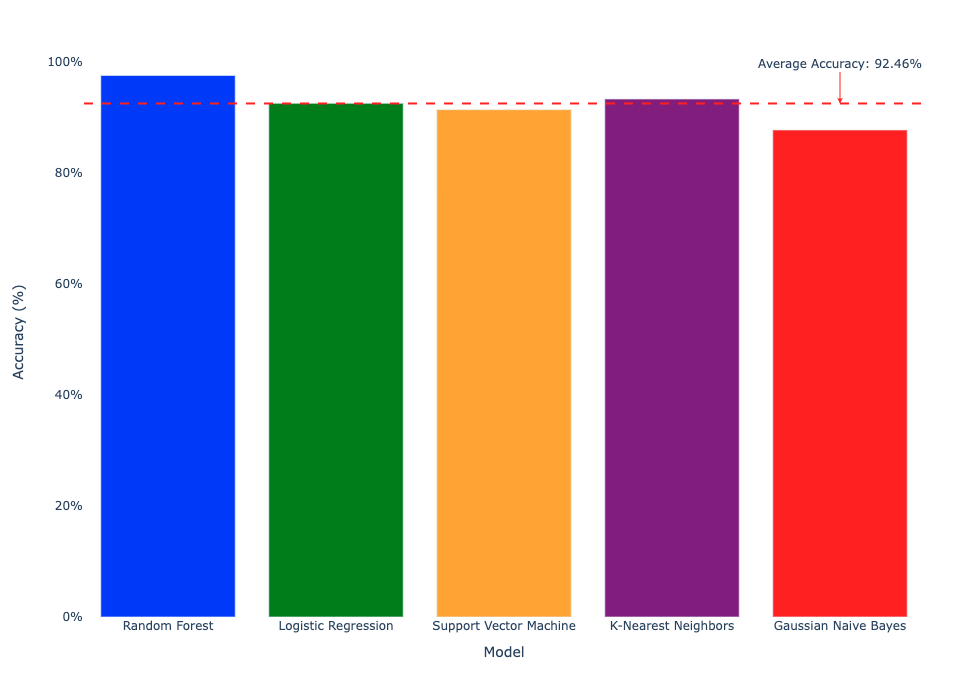 100%
80%
60%
40%
20%
0%
Accuracy (%)
Average Accuracy: 92.46%
Random Forest
Logistic Regression
Support Vector Machine
K-Nearest Neighbors
Gaussian Naive Bayes
Model